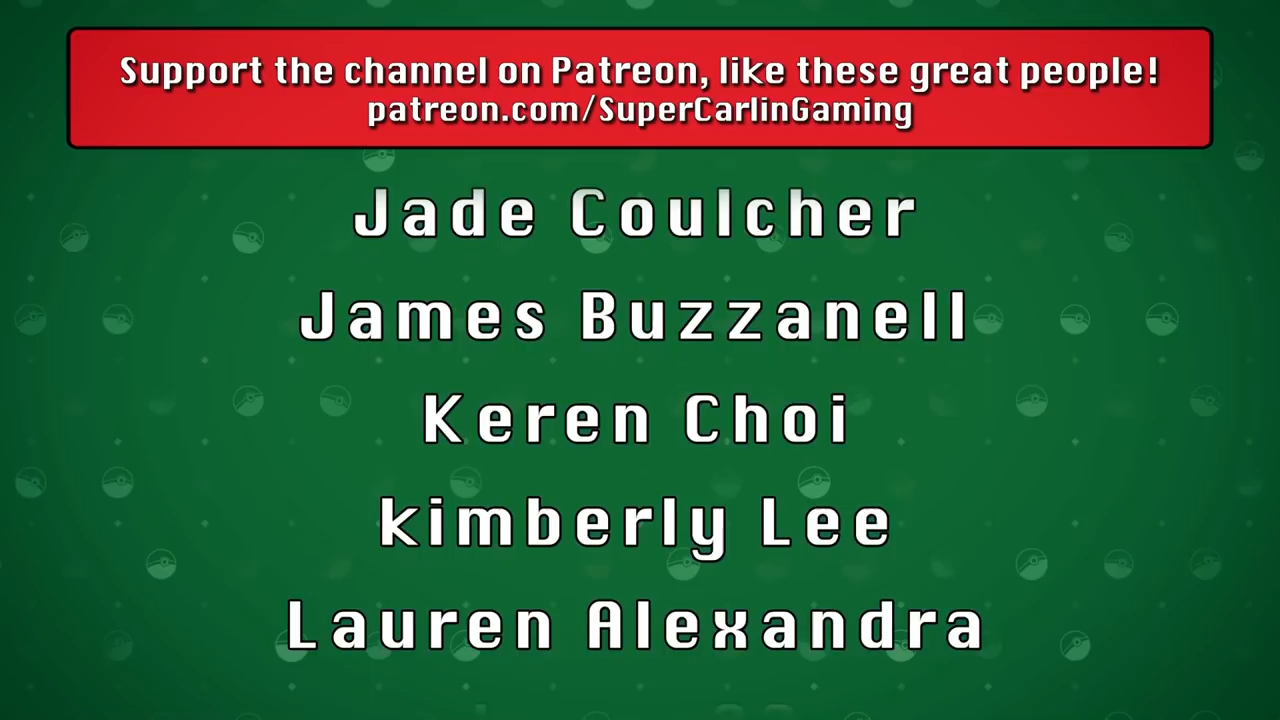 Support the channel on Patreon, like these great people!
patreon.com/SuperCarlinGaming
Jade Coulcher
James Buzzanell
Keren Choi
kimberly Lee
Lauren Alexandra